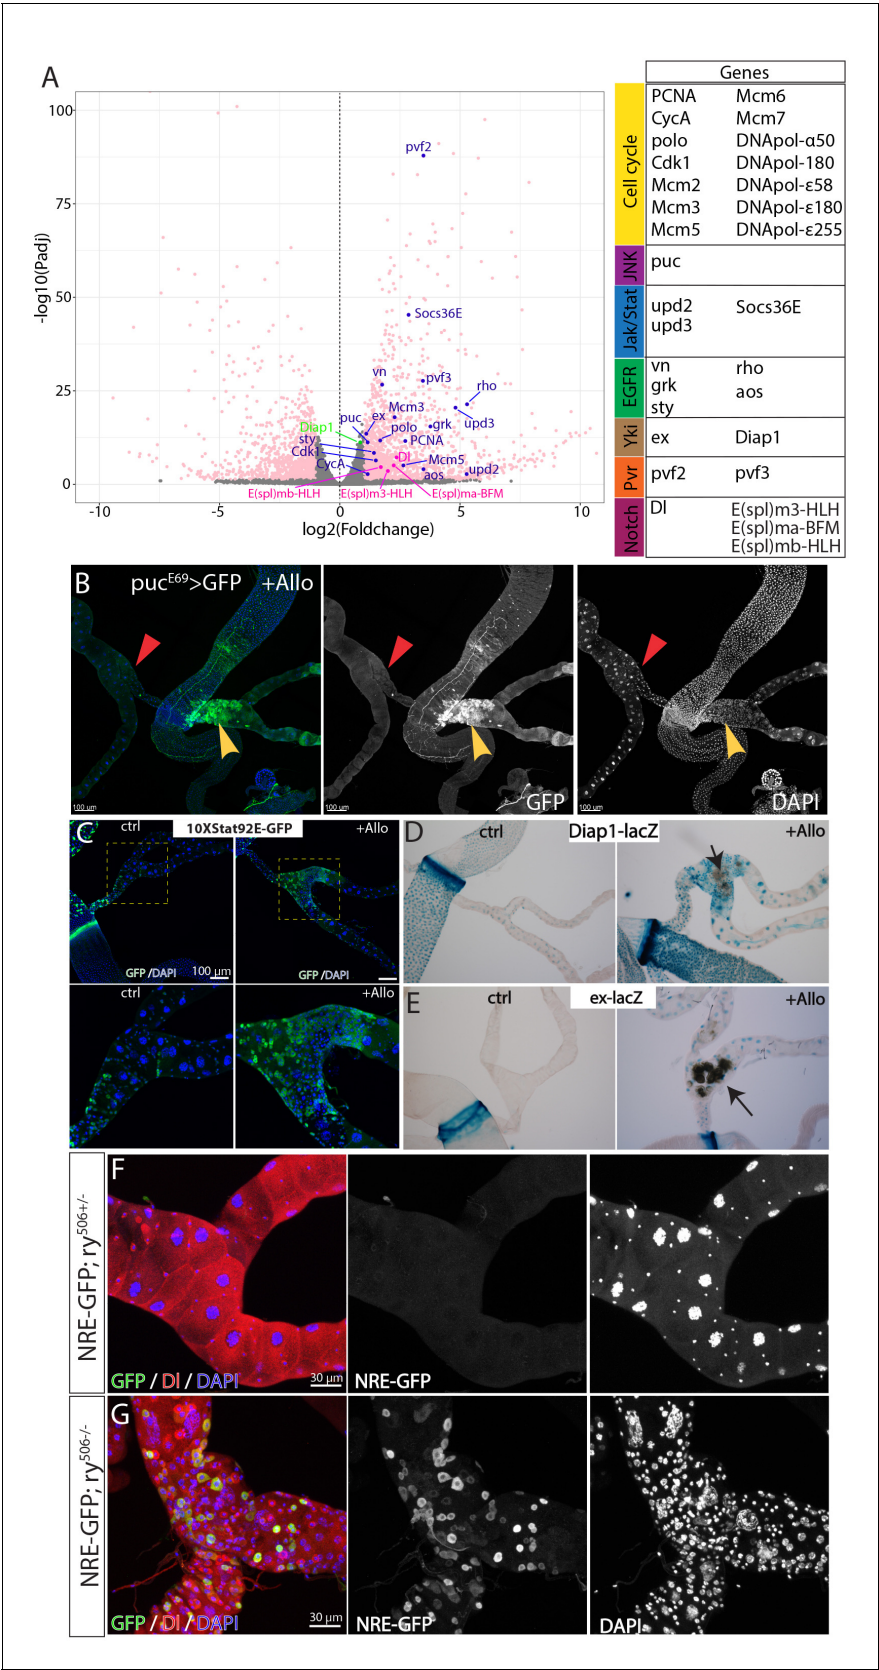 A
Genes
Cell cycle
PCNA Mcm6
CycA Mcm7
polo DNApol-α50
Cdk1 DNApol-180
Mcm2 DNApol-ε58
Mcm3 DNApol-ε180
Mcm5 DNApol-ε255
JNK
puc
Jak/Stat
upd2 Socs36E
upd3
EGFR
vn rho
grk aos
sty
Yki
ex Diap1
Pvr
pvf2 pvf3
Notch
Dl E(spl)m3-HLH
E(spl)ma-BFM
E(spl)mb-HLH
-log10(Padj)
100
75
50
25
0
pvf2
Socs36E
vn
pvf3
rho
Mcm3
puc
ex
grk
upd3
Diap1
polo
sty
PCNA
Cdk1
Dl
CycA
Mcm5
aos
upd2
E(spl)mb-HLH
E(spl)m3-HLH
E(spl)ma-BFM
-10 -5 0 5 10
log2(Foldchange)
B
puc^E69>GFP +Allo
100 µm
GFP
100 µm
DAPI
100 µm
C
ctrl
10XStat92E-GFP
+Allo
GFP /DAPI
100 µm
GFP /DAPI
ctrl
+Allo
D
ctrl
Diap1-lacZ
+Allo
E
ctrl
ex-lacZ
+Allo
NRE-GFP; ry^506+/-
F
GFP / Dl / DAPI
30 µm
NRE-GFP
NRE-GFP; ry^506-/-
G
GFP / Dl / DAPI
30 µm
NRE-GFP
DAPI